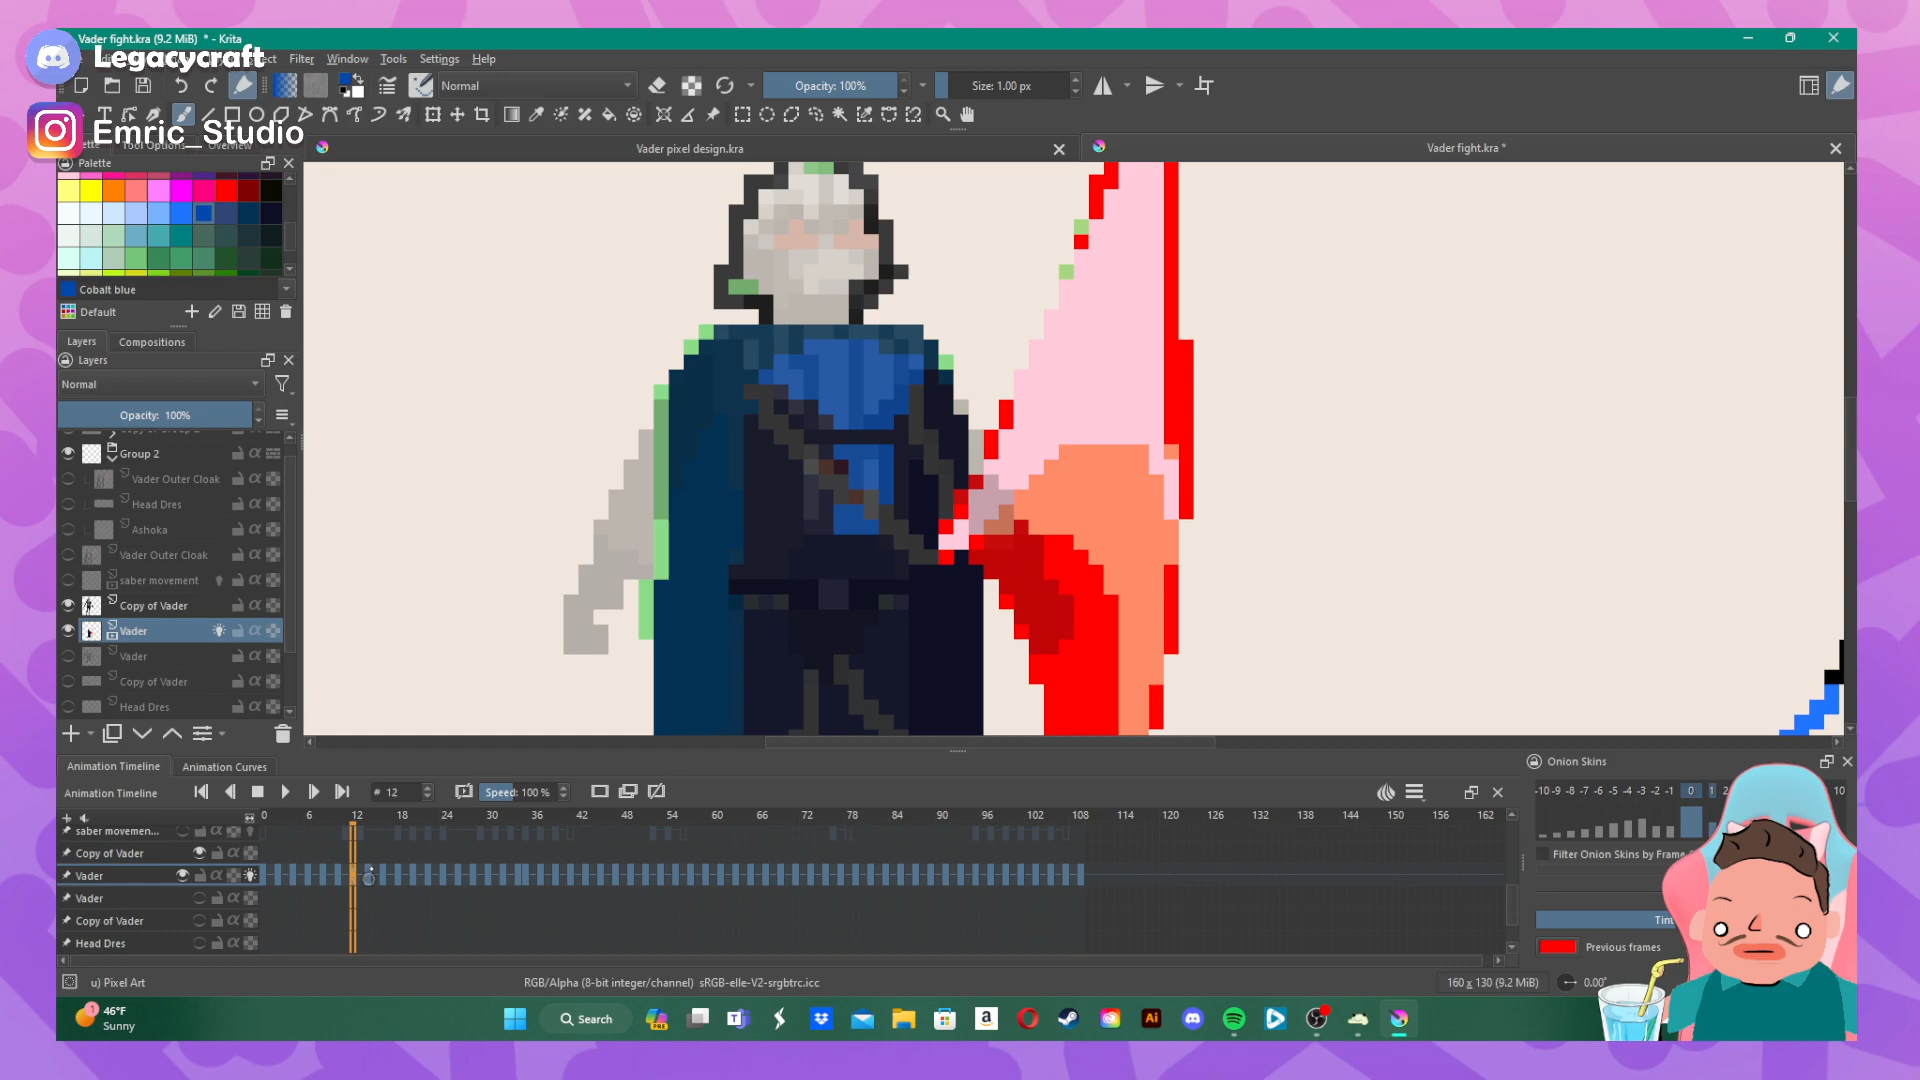 Vader fight.kra (9.2 MiB) * - Krita
Legacycraft
Filter Window Tools Settings Help
Normal
Opacity: 100%
Size: 1.00 px
Emric_Studio
Tool Options
Overview
Vader pixel design.kra
Vader fight.kra *
Palette
Cobalt blue
Default
Layers Compositions
Layers
Normal
Opacity: 100%
Group 2
Vader Outer Cloak
Head Dres
Ashoka
Vader Outer Cloak
saber movement
Copy of Vader
Vader
Vader
Copy of Vader
Head Dres
Animation Timeline Animation Curves
Animation Timeline
# 12
Speed: 100 %
Onion Skins
-10 -9 -8 -7 -6 -5 -4 -3 -2 -1 0 1 2 10
0 6 12 18 24 30 36 42 48 54 60 66 72 78 84 90 96 102 108 114 120 126 132 138 144 150 156 162
saber movemen...
Copy of Vader
Filter Onion Skins by Frame
Vader
Vader
Copy of Vader
Head Dres
Previous frames
u) Pixel Art
RGB/Alpha (8-bit integer/channel) sRGB-elle-V2-srgbtrc.icc
160 x 130 (9.2 MiB)
0.00°
1
46°F
Sunny
Search
PRE
Ai